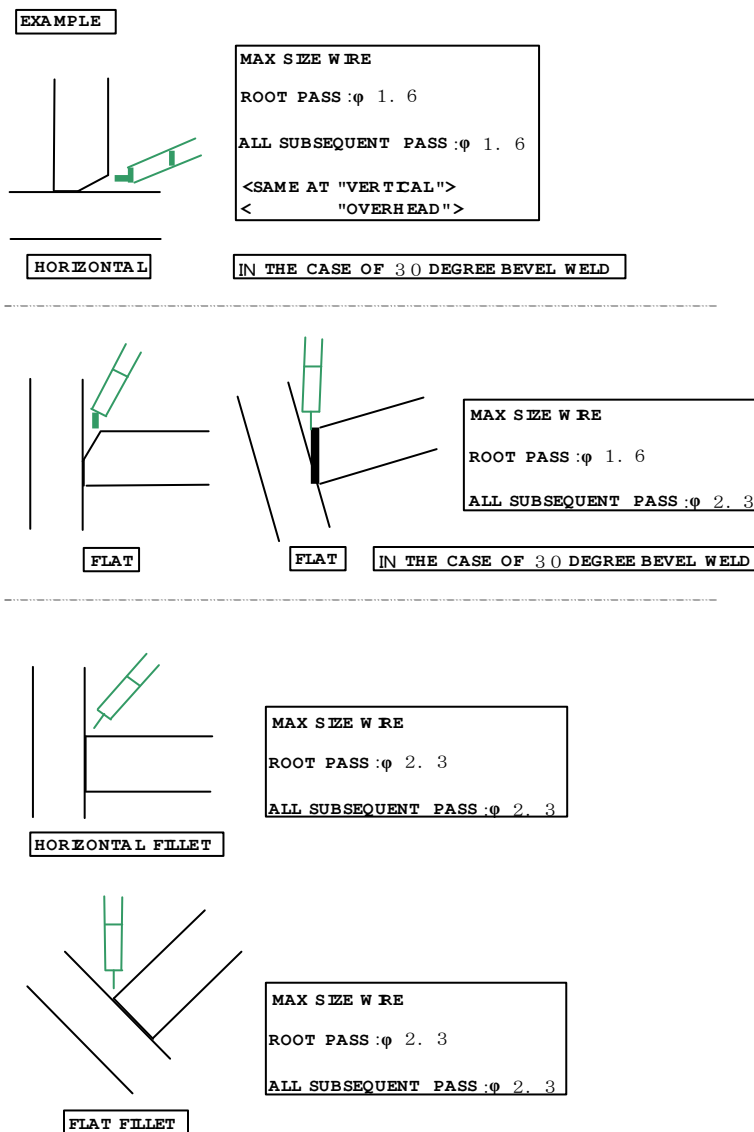 EXAMPLE
MAX SIZE WIRE
ROOT PASS :φ 1. 6
ALL SUBSEQUENT PASS :φ 1. 6
<SAME AT "VERTICAL">
< "OVERHEAD">
HORIZONTAL
IN THE CASE OF 30 DEGREE BEVEL WELD
MAX SIZE WIRE
ROOT PASS :φ 1. 6
ALL SUBSEQUENT PASS :φ 2. 3
FLAT
FLAT
IN THE CASE OF 30 DEGREE BEVEL WELD
MAX SIZE WIRE
ROOT PASS :φ 2. 3
ALL SUBSEQUENT PASS :φ 2. 3
HORIZONTAL FILLET
MAX SIZE WIRE
ROOT PASS :φ 2. 3
ALL SUBSEQUENT PASS :φ 2. 3
FLAT FILLET